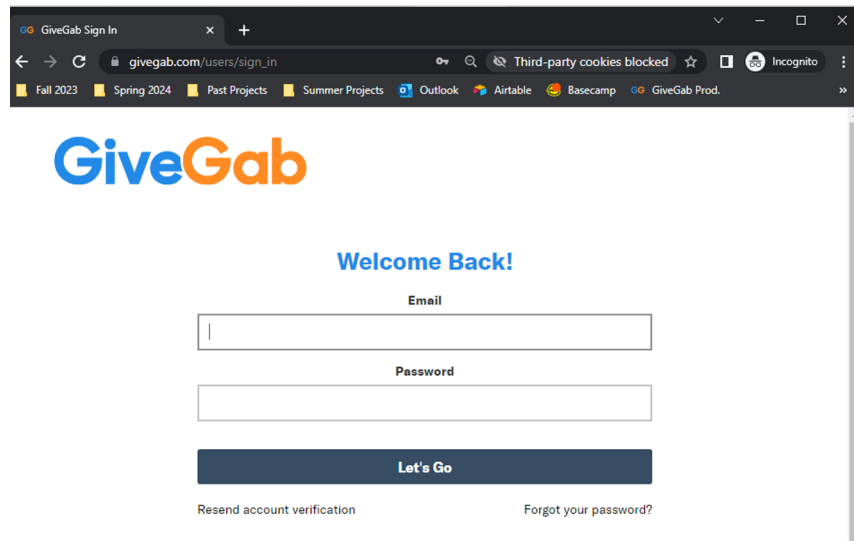 GG GiveGab Sign In
givegab.com/users/sign_in Third-party cookies blocked Incognito
Fall 2023 Spring 2024 Past Projects Summer Projects Outlook Airtable Basecamp GG GiveGab Prod. »
GiveGab
Welcome Back!
Email
Password
Let's Go
Resend account verification Forgot your password?